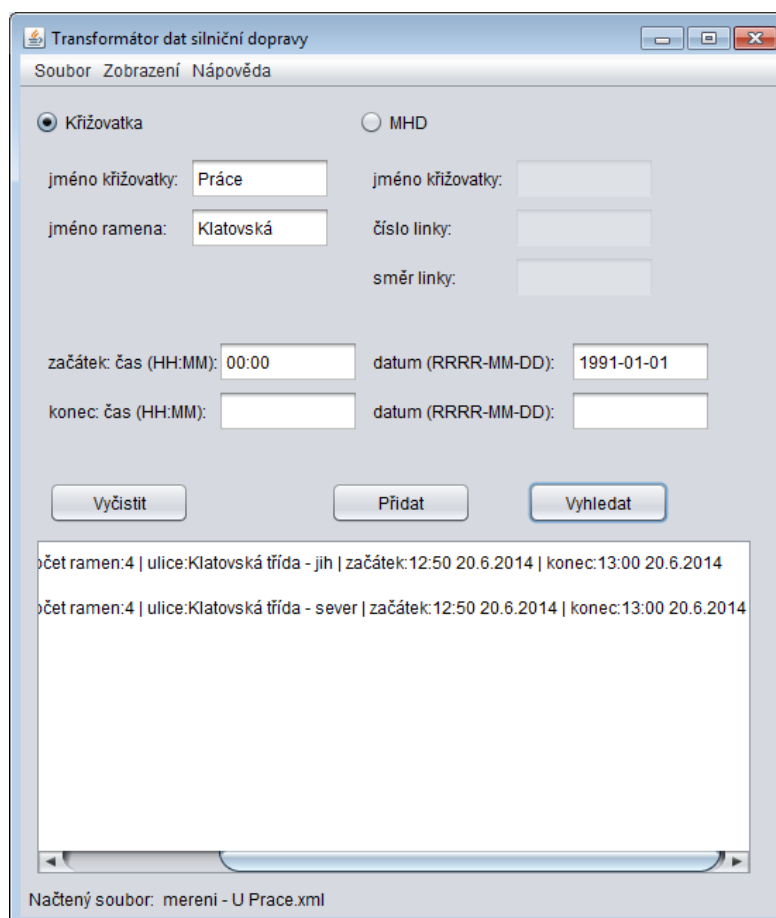 Transformátor dat silniční dopravy
Soubor Zobrazení Nápověda
Křižovatka MHD
jméno křižovatky: Práce jméno křižovatky:
jméno ramena: Klatovská číslo linky:
směr linky:
začátek: čas (HH:MM): 00:00 datum (RRRR-MM-DD): 1991-01-01
konec: čas (HH:MM): datum (RRRR-MM-DD):
Vyčistit Přidat Vyhledat
očet ramen:4 | ulice:Klatovská třída - jih | začátek:12:50 20.6.2014 | konec:13:00 20.6.2014
očet ramen:4 | ulice:Klatovská třída - sever | začátek:12:50 20.6.2014 | konec:13:00 20.6.2014
Načtený soubor: mereni - U Prace.xml